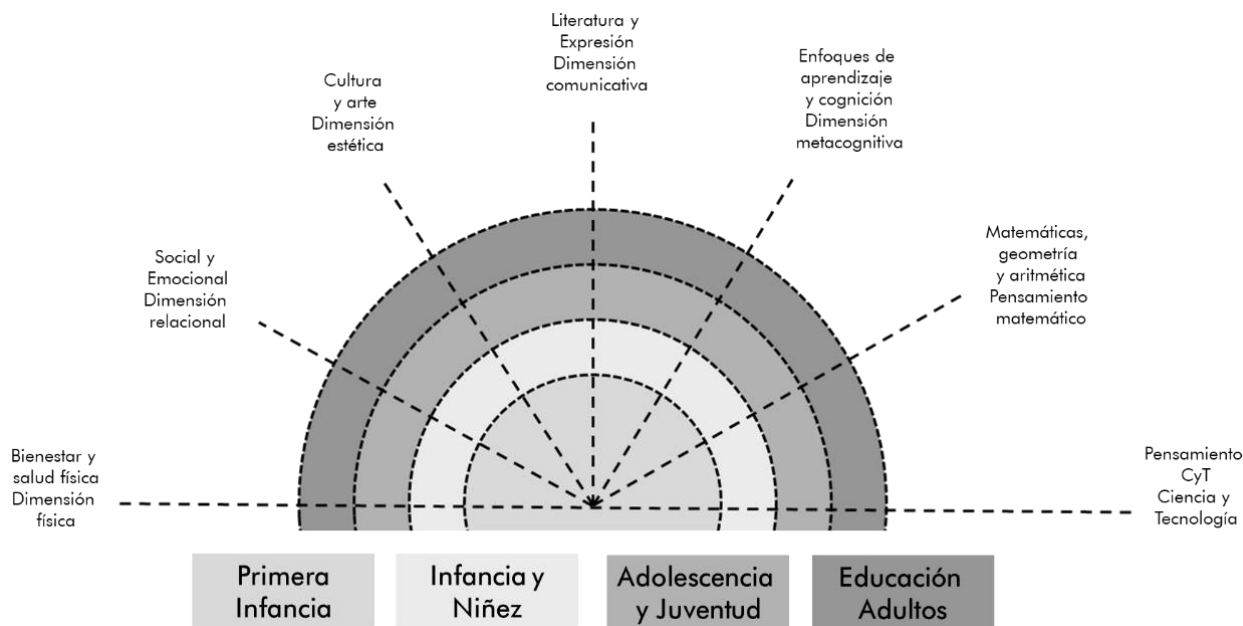 Literatura y
Expresión
Dimensión
comunicativa
Cultura
y arte
Dimensión
estética
Enfoques de
aprendizaje
y cognición
Dimensión
metacognitiva
Social y
Emocional
Dimensión
relacional
Matemáticas,
geometría
y aritmética
Pensamiento
matemático
Bienestar y
salud física
Dimensión
física
Pensamiento
CyT
Ciencia y
Tecnología
Primera
Infancia
Infancia y
Niñez
Adolescencia
y Juventud
Educación
Adultos